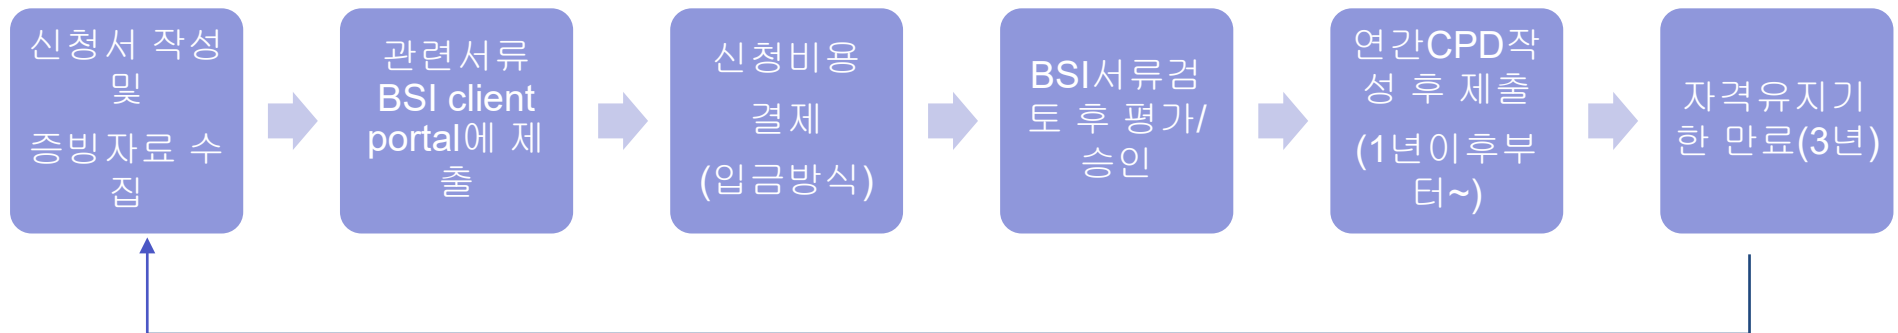 신청서 작성
및
증빙자료 수
집
관련서류
BSI client
portal에 제
출
신청비용
결제
(입금방식)
BSI서류검
토 후 평가/
승인
연간CPD작
성 후 제출
(1년이후부
터~)
자격유지기
한 만료(3년)